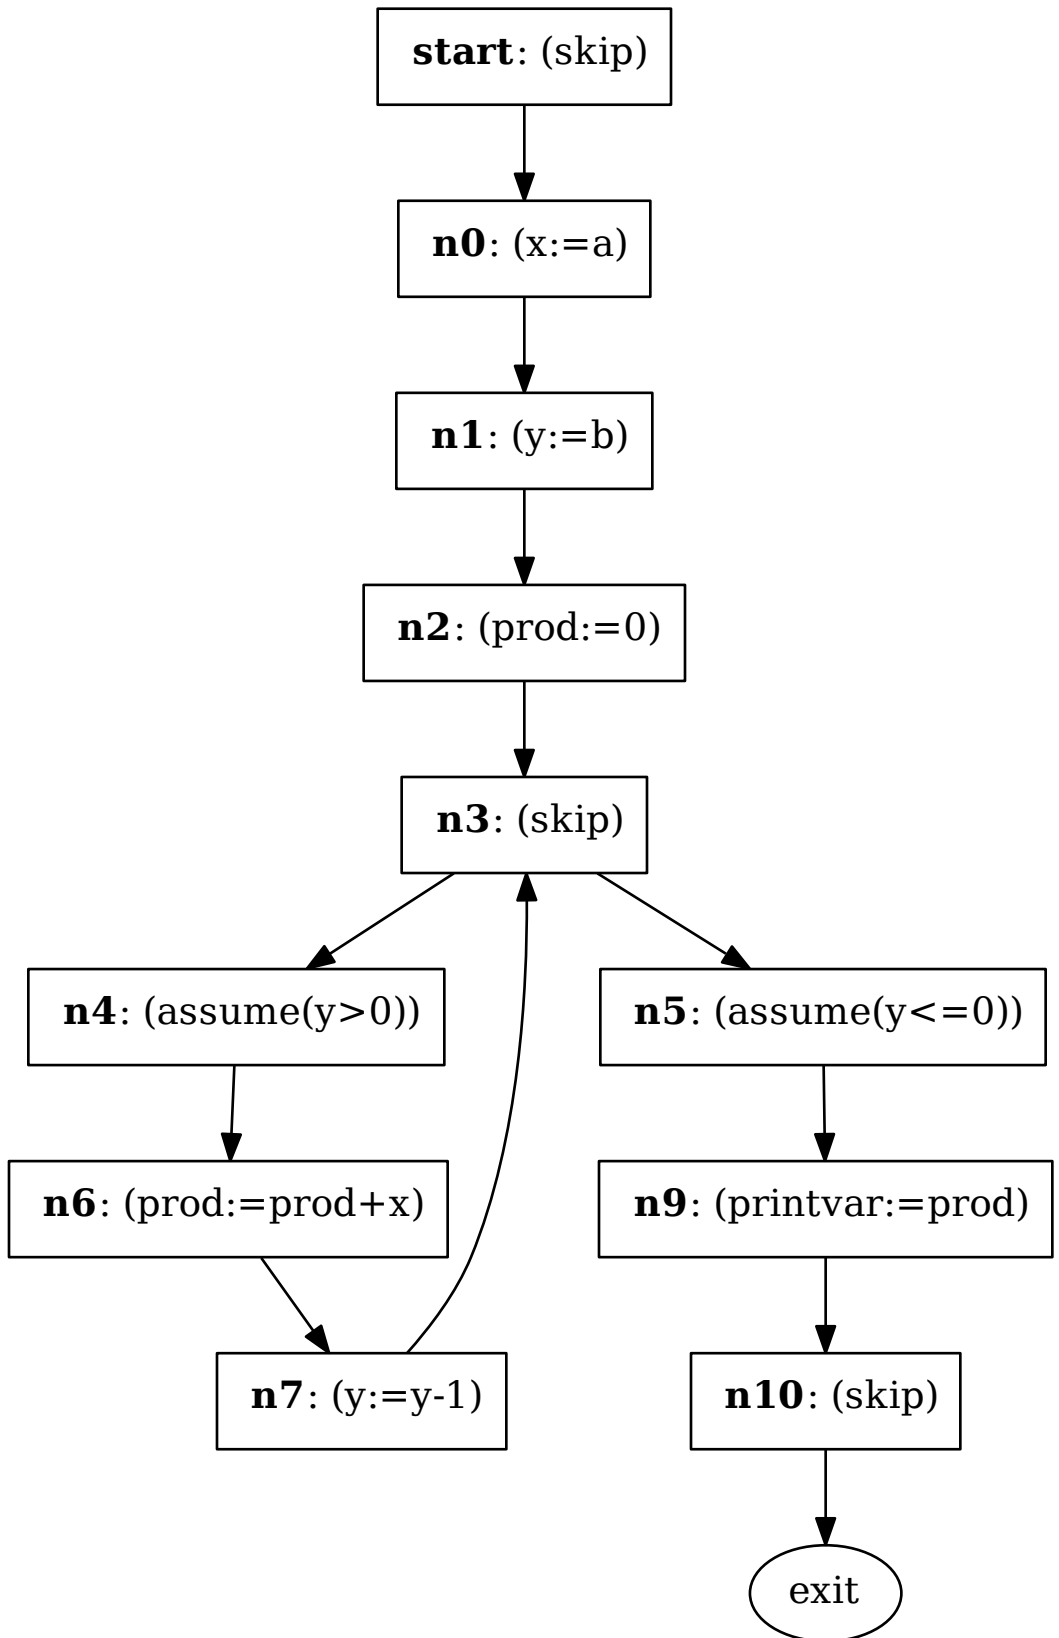 start: (skip)
n0: (x:=a)
n1: (y:=b)
n2: (prod:=0)
n3: (skip)
n4: (assume(y>0))
n5: (assume(y<=0))
n6: (prod:=prod+x)
n9: (printvar:=prod)
n7: (y:=y-1)
n10: (skip)
exit